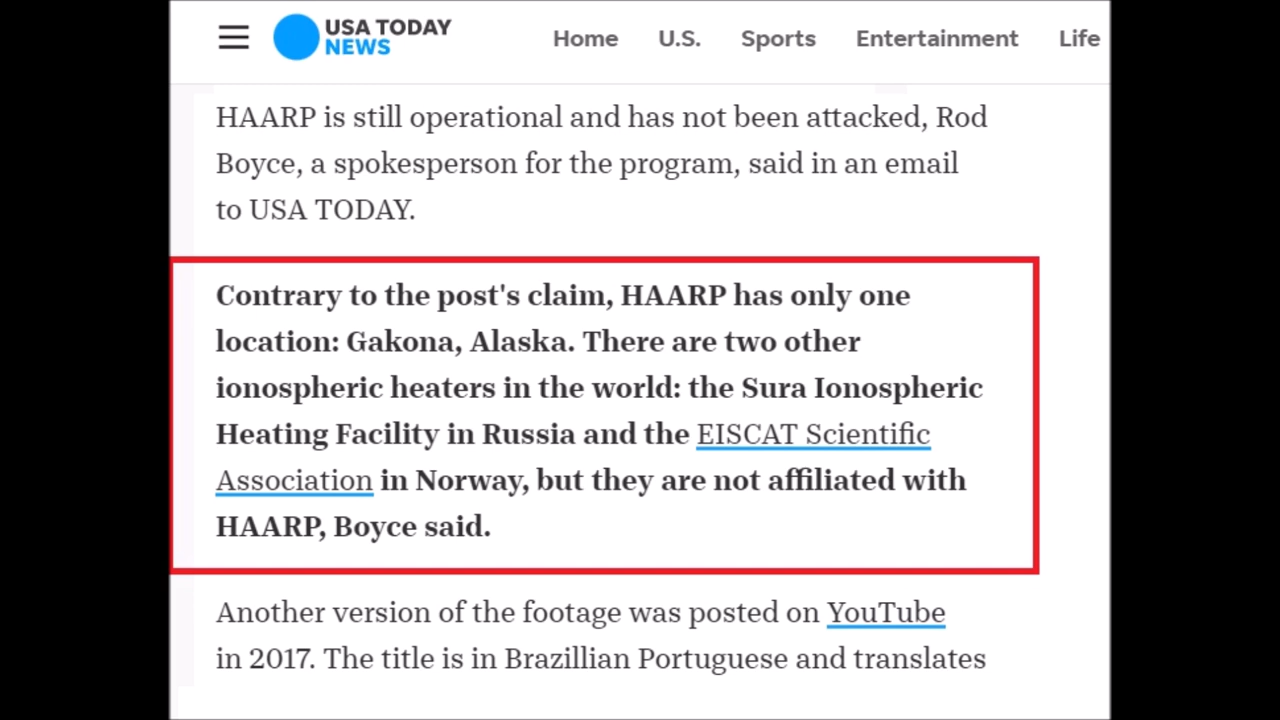 USA TODAY
NEWS
Home U.S. Sports Entertainment Life
HAARP is still operational and has not been attacked, Rod
Boyce, a spokesperson for the program, said in an email
to USA TODAY.
Contrary to the post's claim, HAARP has only one
location: Gakona, Alaska. There are two other
ionospheric heaters in the world: the Sura Ionospheric
Heating Facility in Russia and the EISCAT Scientific
Association in Norway, but they are not affiliated with
HAARP, Boyce said.
Another version of the footage was posted on YouTube
in 2017. The title is in Brazillian Portuguese and translates